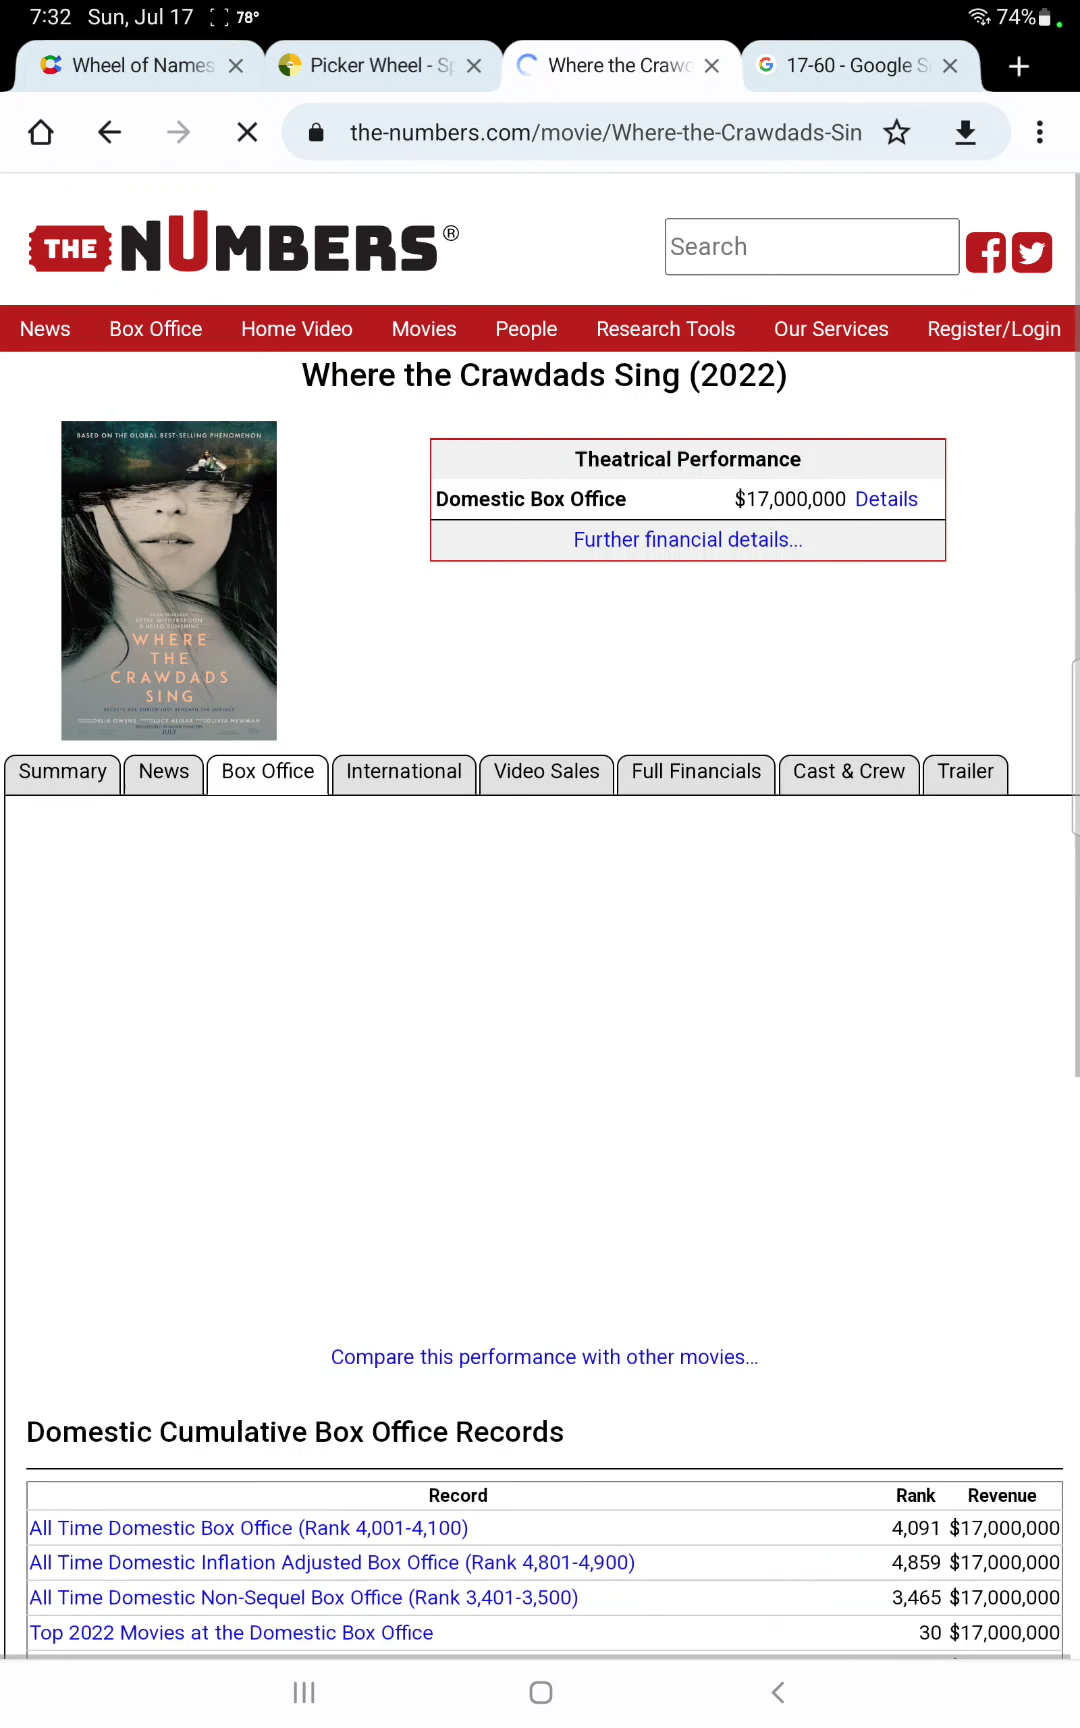 7:32 Sun, Jul 17 78° 74%
Wheel of Names Picker Wheel - Sp Where the Crawd 17-60 - Google S
the-numbers.com/movie/Where-the-Crawdads-Sin
THE NUMBERS®
Search
News Box Office Home Video Movies People Research Tools Our Services Register/Login
Where the Crawdads Sing (2022)
BASED ON THE GLOBAL BEST-SELLING PHENOMENON
WHERE
THE
CRAWDADS
SING
SECRETS ARE BURIED JUST BENEATH THE SURFACE
JULY
Theatrical Performance
Domestic Box Office $17,000,000 Details
Further financial details...
Summary News Box Office International Video Sales Full Financials Cast & Crew Trailer
Compare this performance with other movies...
Domestic Cumulative Box Office Records
Record Rank Revenue
All Time Domestic Box Office (Rank 4,001-4,100) 4,091 $17,000,000
All Time Domestic Inflation Adjusted Box Office (Rank 4,801-4,900) 4,859 $17,000,000
All Time Domestic Non-Sequel Box Office (Rank 3,401-3,500) 3,465 $17,000,000
Top 2022 Movies at the Domestic Box Office 30 $17,000,000